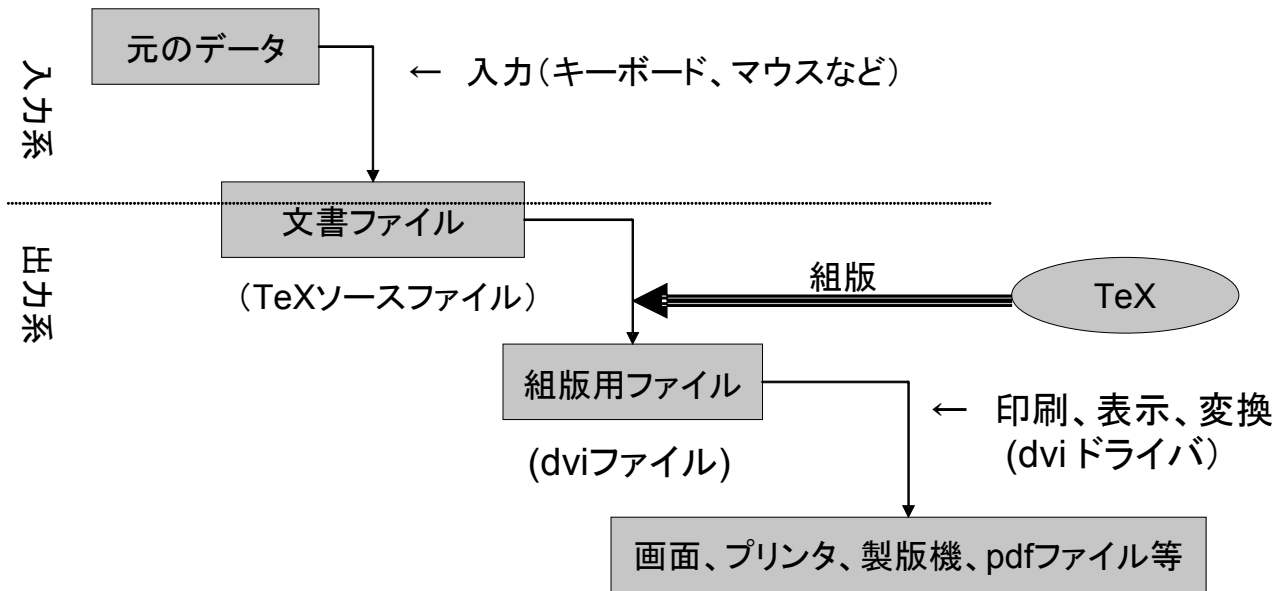 元のデータ
← 入力(キーボード、マウスなど)
入力系
文書ファイル
(TeXソースファイル)
出力系
組版
TeX
組版用ファイル
(dviファイル)
← 印刷、表示、変換
(dviドライバ)
画面、プリンタ、製版機、pdfファイル等